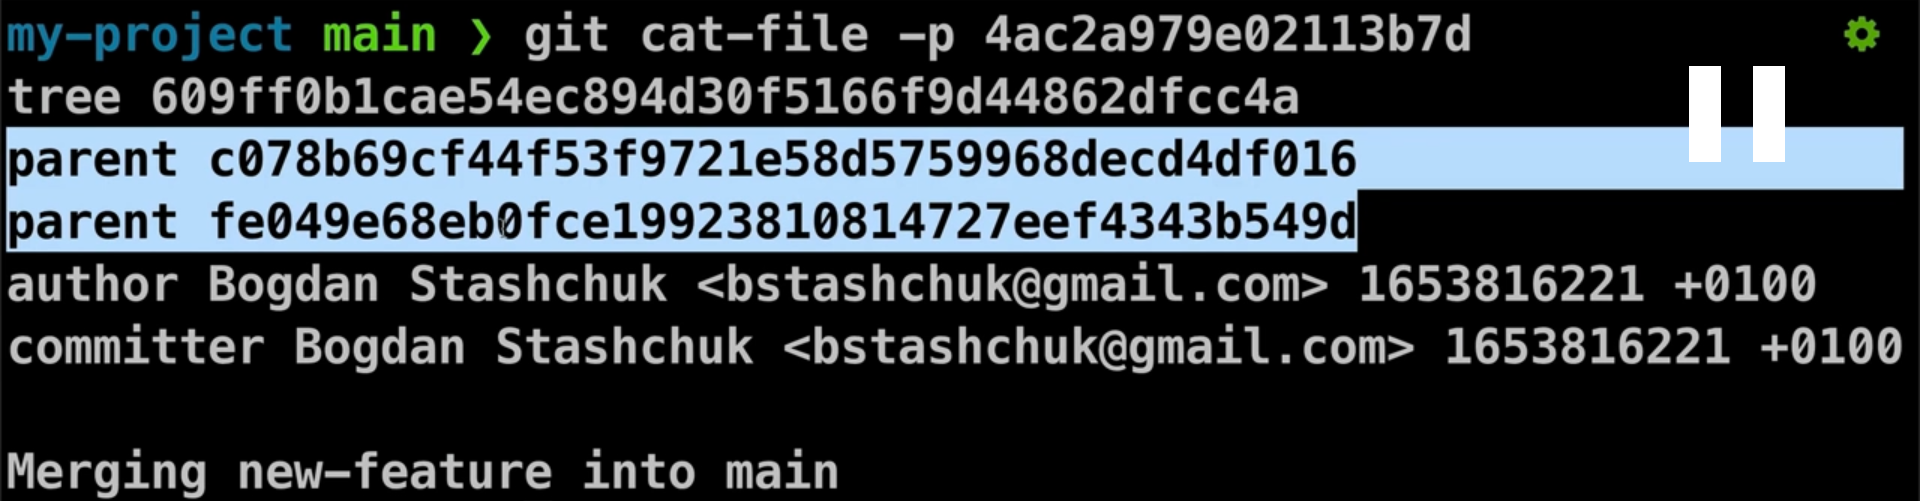 my-project main ❯ git cat-file -p 4ac2a979e02113b7d
tree 609ff0b1cae54ec894d30f5166f9d44862dfcc4a
parent c078b69cf44f53f9721e58d5759968decd4df016
parent fe049e68eb0fce19923810814727eef4343b549d
author Bogdan Stashchuk <bstashchuk@gmail.com> 1653816221 +0100
committer Bogdan Stashchuk <bstashchuk@gmail.com> 1653816221 +0100
Merging new-feature into main